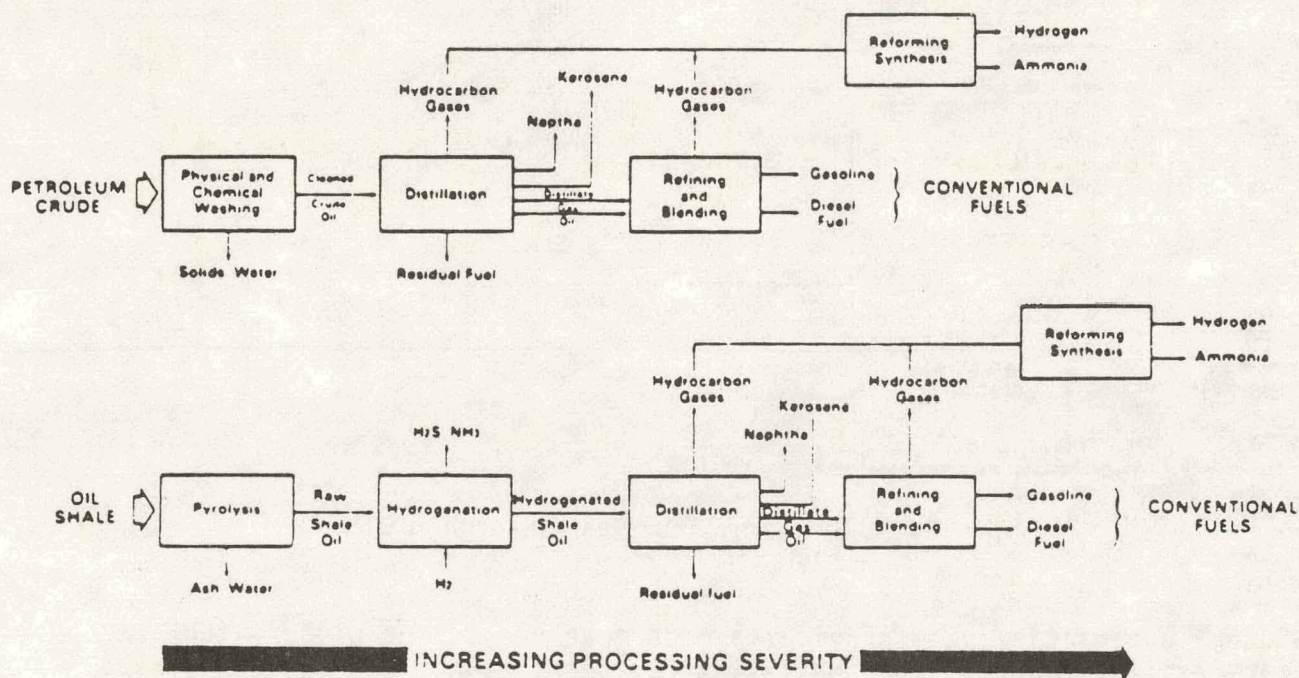 Reforming
Synthesis
Hydrogen
Ammonia
Kerosene
Hydrocarbon
Gases
Naptha
Hydrocarbon
Gases
PETROLEUM
CRUDE
Physical and
Chemical
Washing
Cleaned
Crude
Oil
Distillation
Distillate
Gas
Oil
Refining
and
Blending
Gasoline
Diesel
Fuel
CONVENTIONAL
FUELS
Solids Water
Residual Fuel
Reforming
Synthesis
Hydrogen
Ammonia
Hydrocarbon
Gases
Hydrocarbon
Gases
Kerosene
Naphtha
H2S NH3
OIL
SHALE
Pyrolysis
Raw
Shale
Oil
Hydrogenation
Hydrogenated
Shale
Oil
Distillation
Distillate
Gas
Oil
Refining
and
Blending
Gasoline
Diesel
Fuel
CONVENTIONAL
FUELS
Ash Water
H2
Residual Fuel
INCREASING PROCESSING SEVERITY